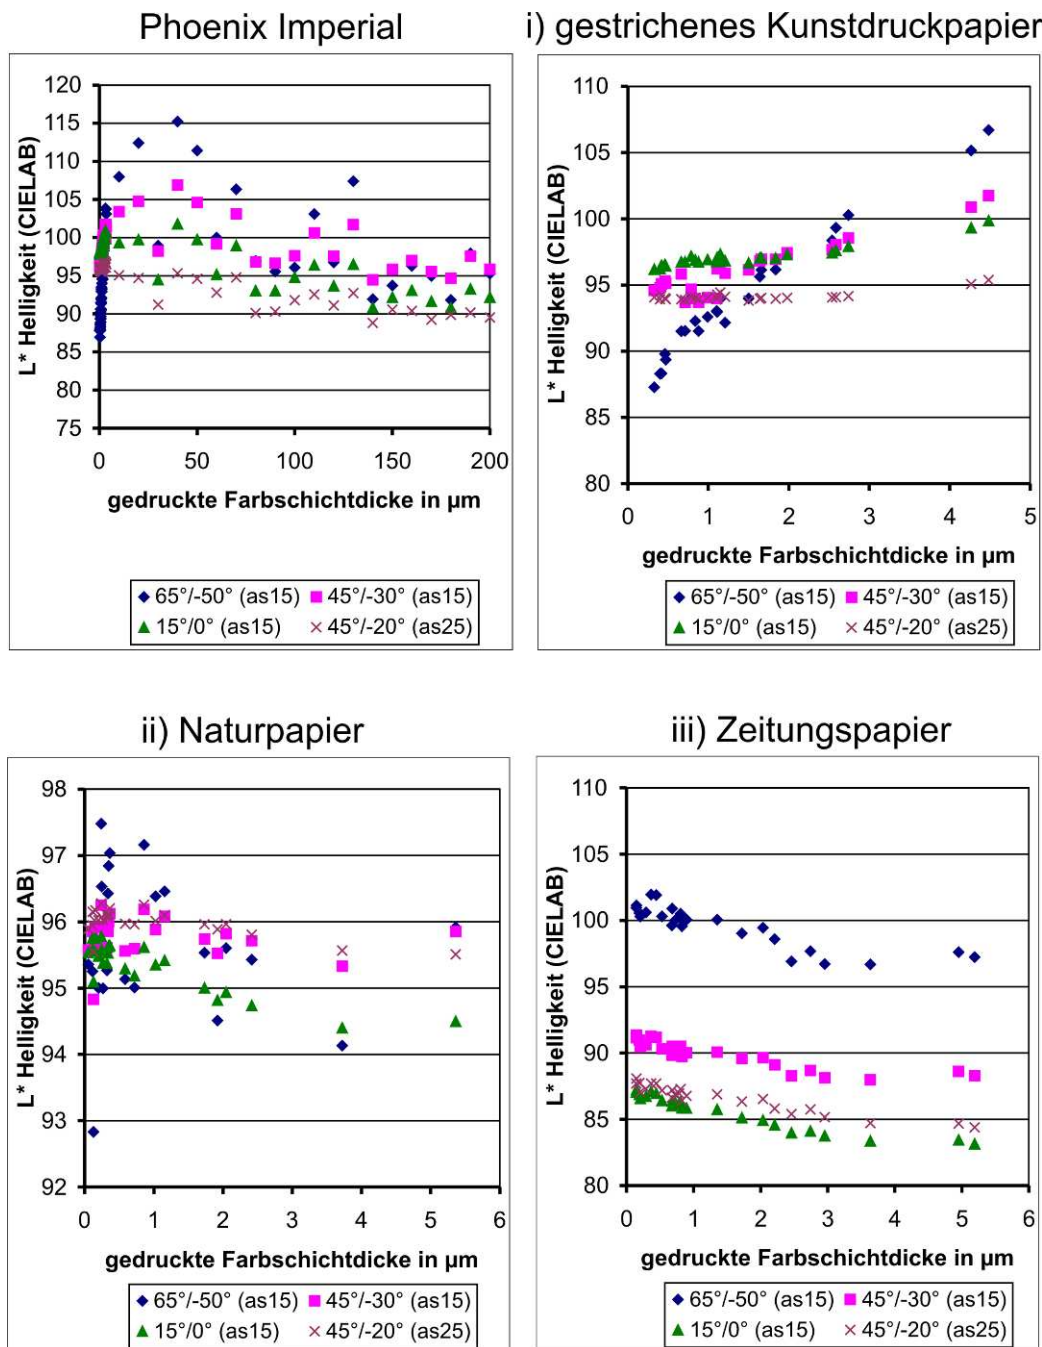 Phoenix Imperial
120
115
110
105
100
95
90
85
80
75
L* Helligkeit (CIELAB)
0 50 100 150 200
gedruckte Farbschichtdicke in µm
65°/-50° (as15) 45°/-30° (as15)
15°/0° (as15) 45°/-20° (as25)
i) gestrichenes Kunstdruckpapier
110
105
100
95
90
85
80
L* Helligkeit (CIELAB)
0 1 2 3 4 5
gedruckte Farbschichtdicke in µm
65°/-50° (as15) 45°/-30° (as15)
15°/0° (as15) 45°/-20° (as25)
ii) Naturpapier
98
97
96
95
94
93
92
L* Helligkeit (CIELAB)
0 1 2 3 4 5 6
gedruckte Farbschichtdicke in µm
65°/-50° (as15) 45°/-30° (as15)
15°/0° (as15) 45°/-20° (as25)
iii) Zeitungspapier
110
105
100
95
90
85
80
L* Helligkeit (CIELAB)
0 1 2 3 4 5 6
gedruckte Farbschichtdicke in µm
65°/-50° (as15) 45°/-30° (as15)
15°/0° (as15) 45°/-20° (as25)